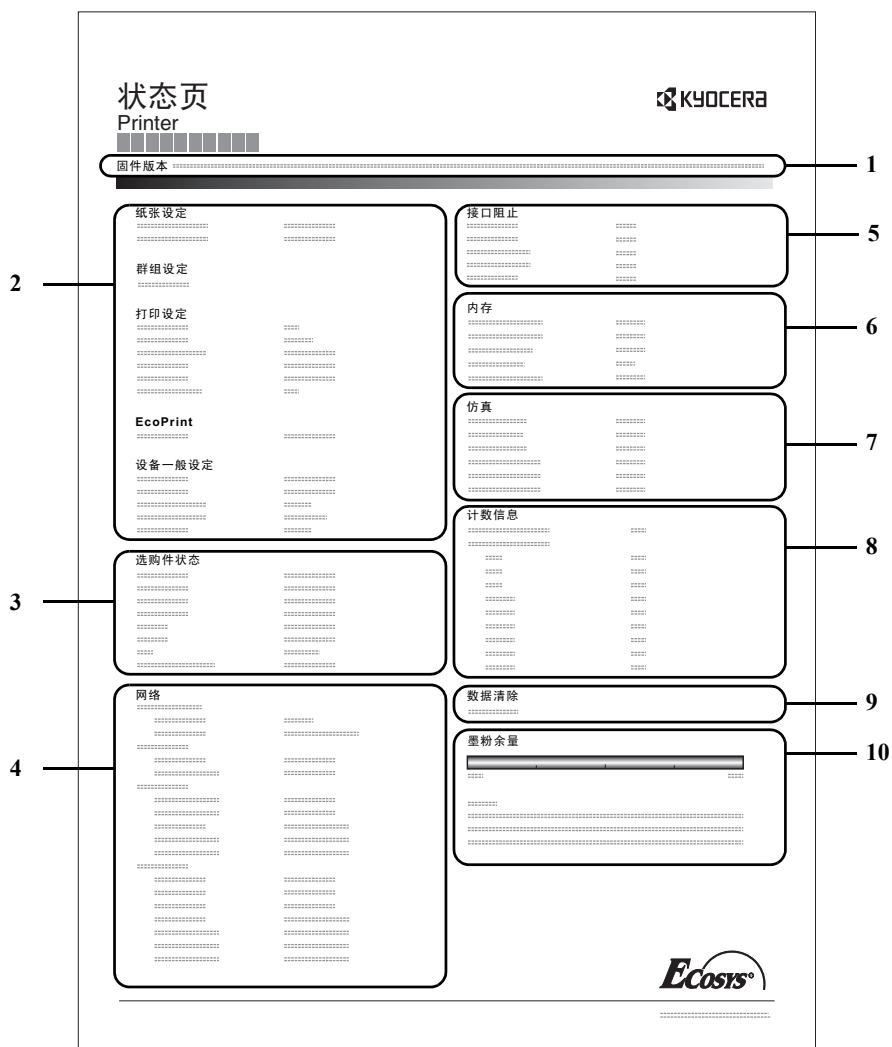 状态页
KYOCERA
Printer
固件版本
1
纸张设定
群组设定
打印设定
EcoPrint
设备一般设定
2
选购件状态
3
网络
4
接口阻止
5
内存
6
仿真
7
计数信息
8
数据清除
9
墨粉余量
10
ECOSYS